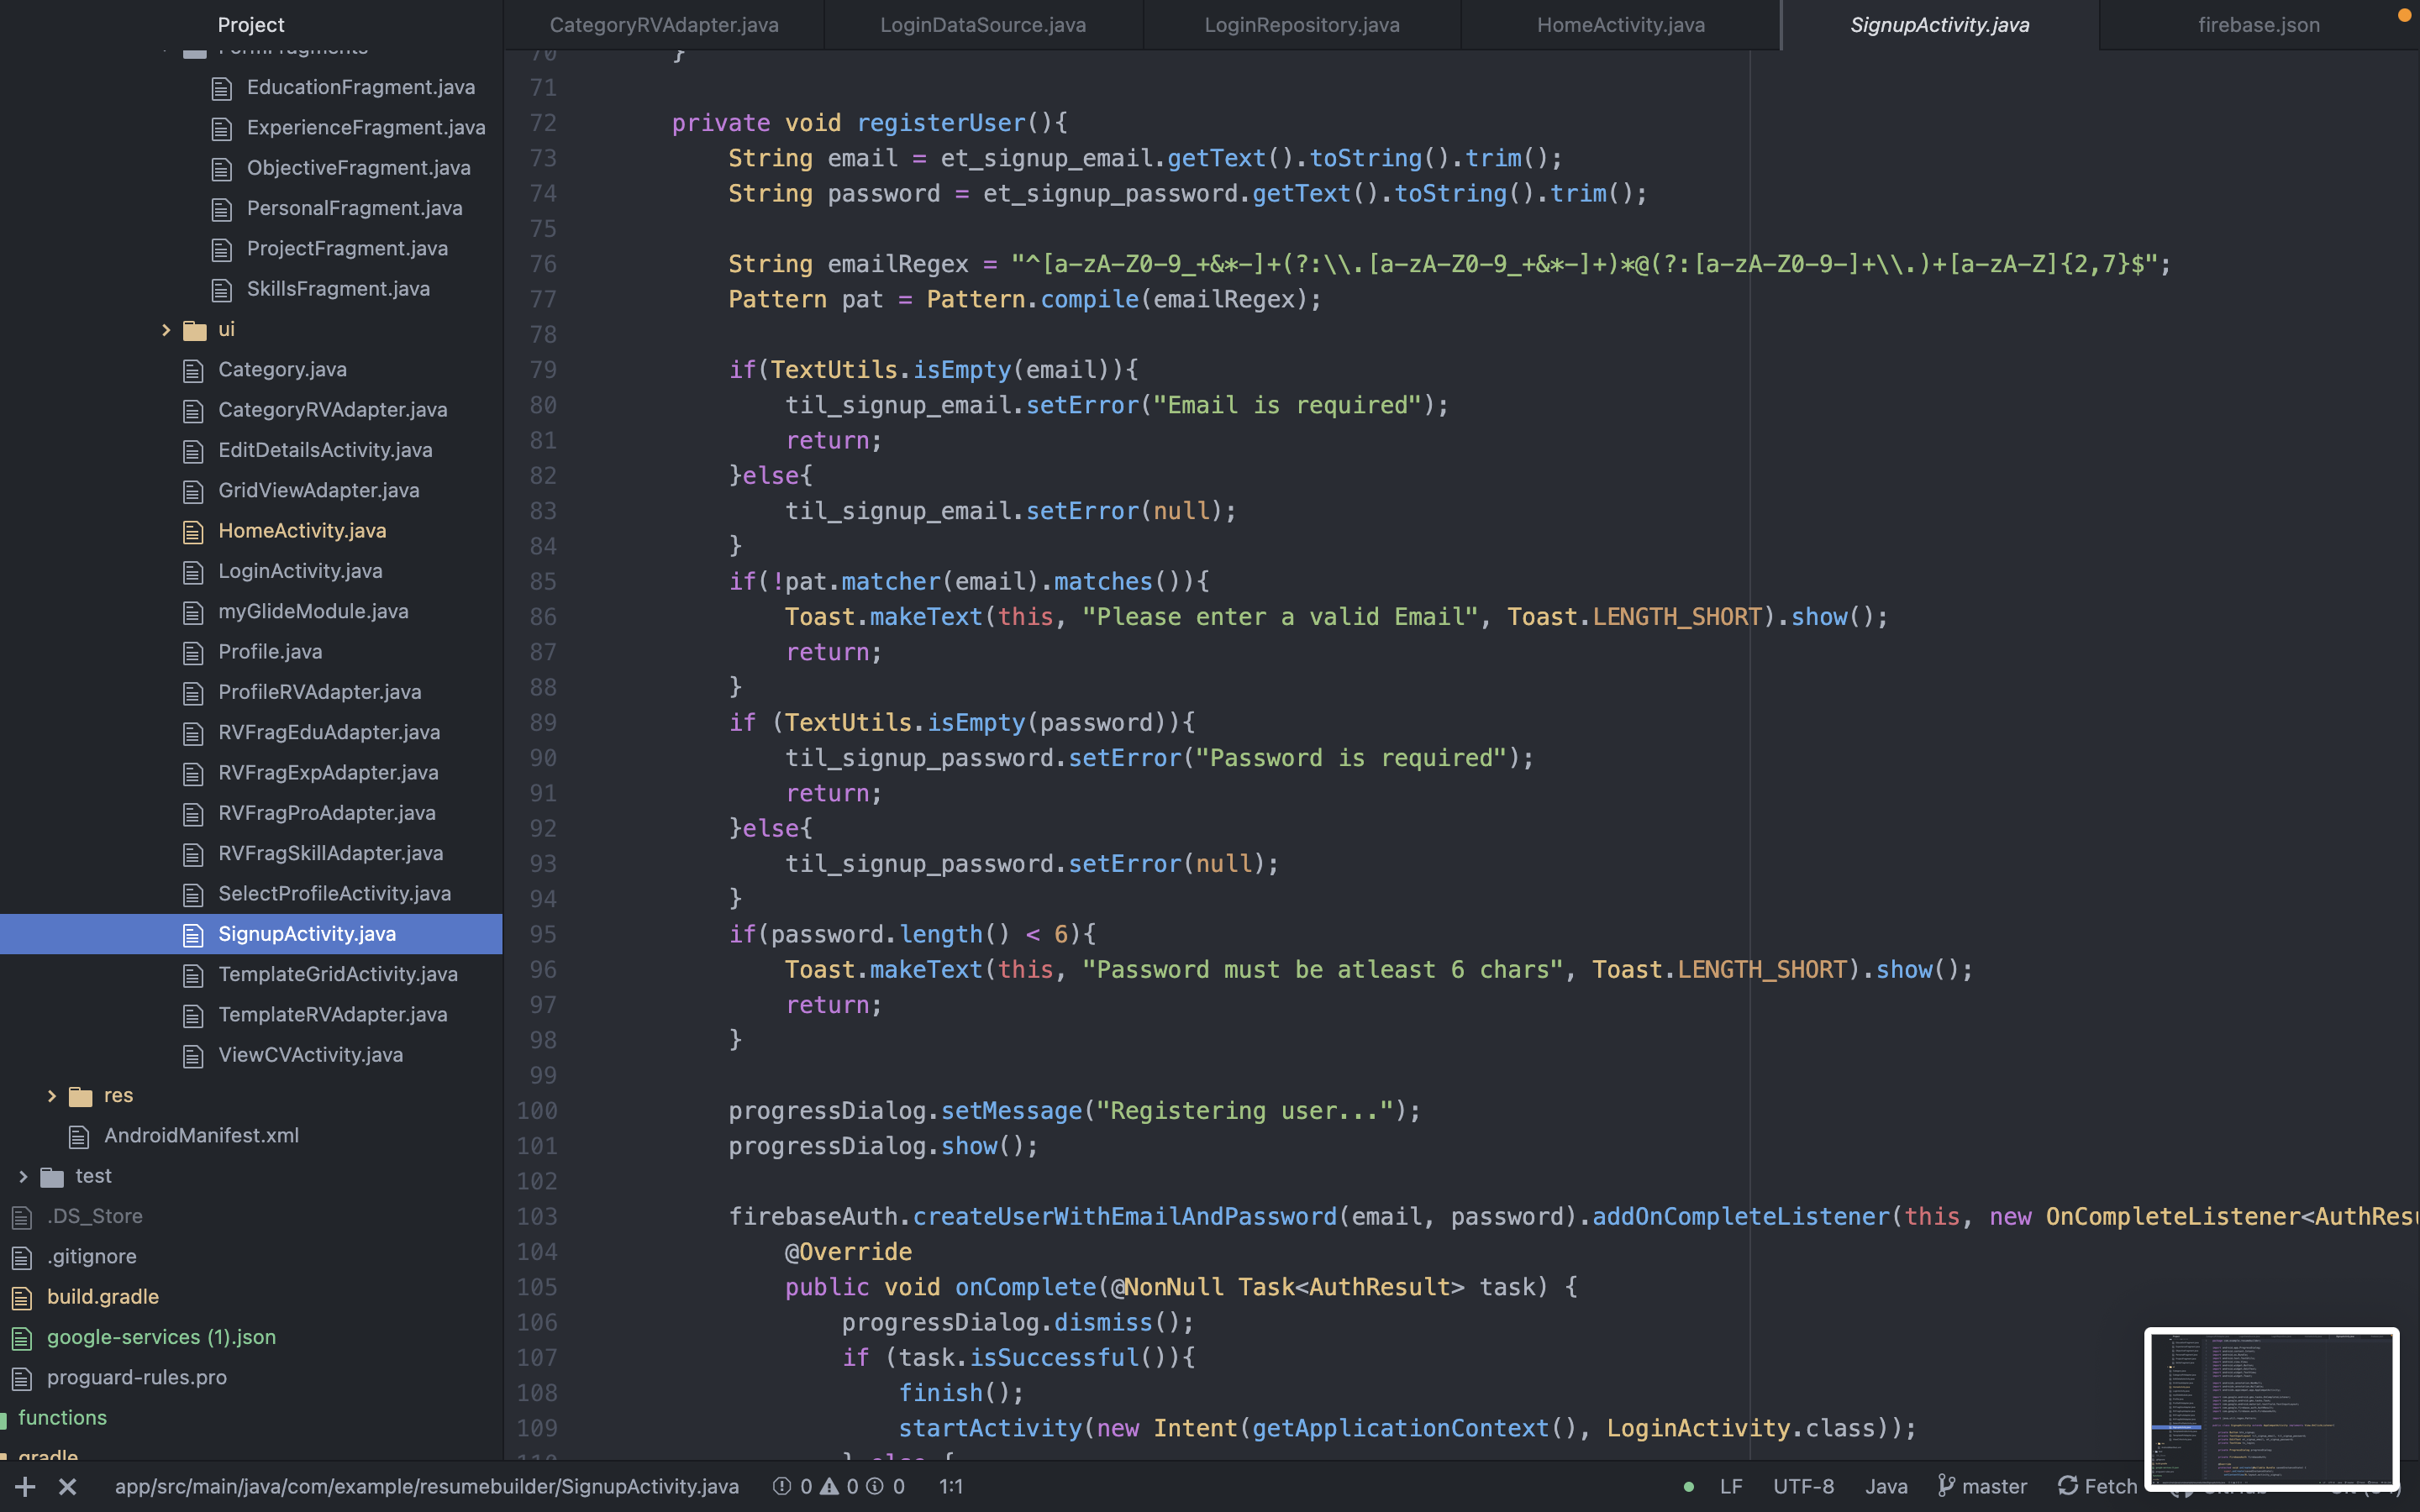 Project
FormFragments
EducationFragment.java
ExperienceFragment.java
ObjectiveFragment.java
PersonalFragment.java
ProjectFragment.java
SkillsFragment.java
ui
Category.java
CategoryRVAdapter.java
EditDetailsActivity.java
GridViewAdapter.java
HomeActivity.java
LoginActivity.java
myGlideModule.java
Profile.java
ProfileRVAdapter.java
RVFragEduAdapter.java
RVFragExpAdapter.java
RVFragProAdapter.java
RVFragSkillAdapter.java
SelectProfileActivity.java
SignupActivity.java
TemplateGridActivity.java
TemplateRVAdapter.java
ViewCVActivity.java
res
AndroidManifest.xml
test
.DS_Store
.gitignore
build.gradle
google-services (1).json
proguard-rules.pro
functions
gradle
CategoryRVAdapter.java LoginDataSource.java LoginRepository.java HomeActivity.java SignupActivity.java firebase.json
70 }
71
72 private void registerUser(){
73 String email = et_signup_email.getText().toString().trim();
74 String password = et_signup_password.getText().toString().trim();
75
76 String emailRegex = "^[a-zA-Z0-9_+&*-]+(?:\\.[a-zA-Z0-9_+&*-]+)*@(?:[a-zA-Z0-9-]+\\.)+[a-zA-Z]{2,7}$";
77 Pattern pat = Pattern.compile(emailRegex);
78
79 if(TextUtils.isEmpty(email)){
80 til_signup_email.setError("Email is required");
81 return;
82 }else{
83 til_signup_email.setError(null);
84 }
85 if(!pat.matcher(email).matches()){
86 Toast.makeText(this, "Please enter a valid Email", Toast.LENGTH_SHORT).show();
87 return;
88 }
89 if (TextUtils.isEmpty(password)){
90 til_signup_password.setError("Password is required");
91 return;
92 }else{
93 til_signup_password.setError(null);
94 }
95 if(password.length() < 6){
96 Toast.makeText(this, "Password must be atleast 6 chars", Toast.LENGTH_SHORT).show();
97 return;
98 }
99
100 progressDialog.setMessage("Registering user...");
101 progressDialog.show();
102
103 firebaseAuth.createUserWithEmailAndPassword(email, password).addOnCompleteListener(this, new OnCompleteListener<AuthResu
104 @Override
105 public void onComplete(@NonNull Task<AuthResult> task) {
106 progressDialog.dismiss();
107 if (task.isSuccessful()){
108 finish();
109 startActivity(new Intent(getApplicationContext(), LoginActivity.class));
110 } else {
app/src/main/java/com/example/resumebuilder/SignupActivity.java 0 0 0 1:1 LF UTF-8 Java master Fetch